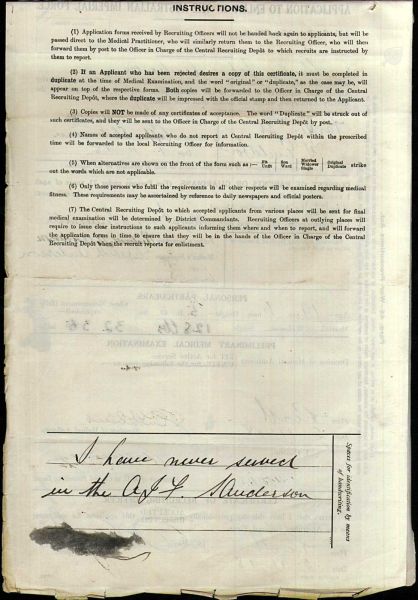 INSTRUCTIONS.
(1) Application forms received by Recruiting Officers will not be handed back again to applicants, but will be
passed direct to the Medical Practitioner, who will similarly return them to the Recruiting Officer, who will then
forward them by post to the Officer in Charge of the Central Recruiting Depôt to which recruits are instructed by
them to report.
(2) If an Applicant who has been rejected desires a copy of this certificate, it must be completed in
duplicate at the time of Medical Examination, and the word "original" or "duplicate," as the case may be, will
appear on top of the respective forms. Both copies will be forwarded to the Officer in Charge of the Central Recruiting
Depôt, where the duplicate will be impressed with the official stamp and then returned to the Applicant.
(3) Copies will NOT be made of any certificates of acceptance. The word "Duplicate" will be struck out of
such certificates, and they will be sent to the Officer in Charge of the Central Recruiting Depôt by post.
(4) Names of accepted applicants who do not report at Central Recruiting Depôt within the prescribed
time will be forwarded to the local Recruiting Officer for information.
(5) When alternatives are shown on the front of the form such as :— Fit Unfit Son Ward Married Widower Single Original Duplicate strike
out the words which are not applicable.
(6) Only those persons who fulfil the requirements in all other respects will be examined regarding medical
fitness. These requirements may be ascertained by reference to daily newspapers and official posters.
(7) The Central Recruiting Depôt to which accepted applicants from various places will be sent for final
medical examination will be determined by District Commandants. Recruiting Officers at outlying places will
require to issue clear instructions to such applicants informing them where and when to report, and will forward
the application forms in time to ensure that they will be in the hands of the Officer in Charge of the Central
Recruiting Depôt when the recruit reports for enlistment.
I have never served
in the A.I.F. SAnderson
Spaces for identification by means
of handwriting.